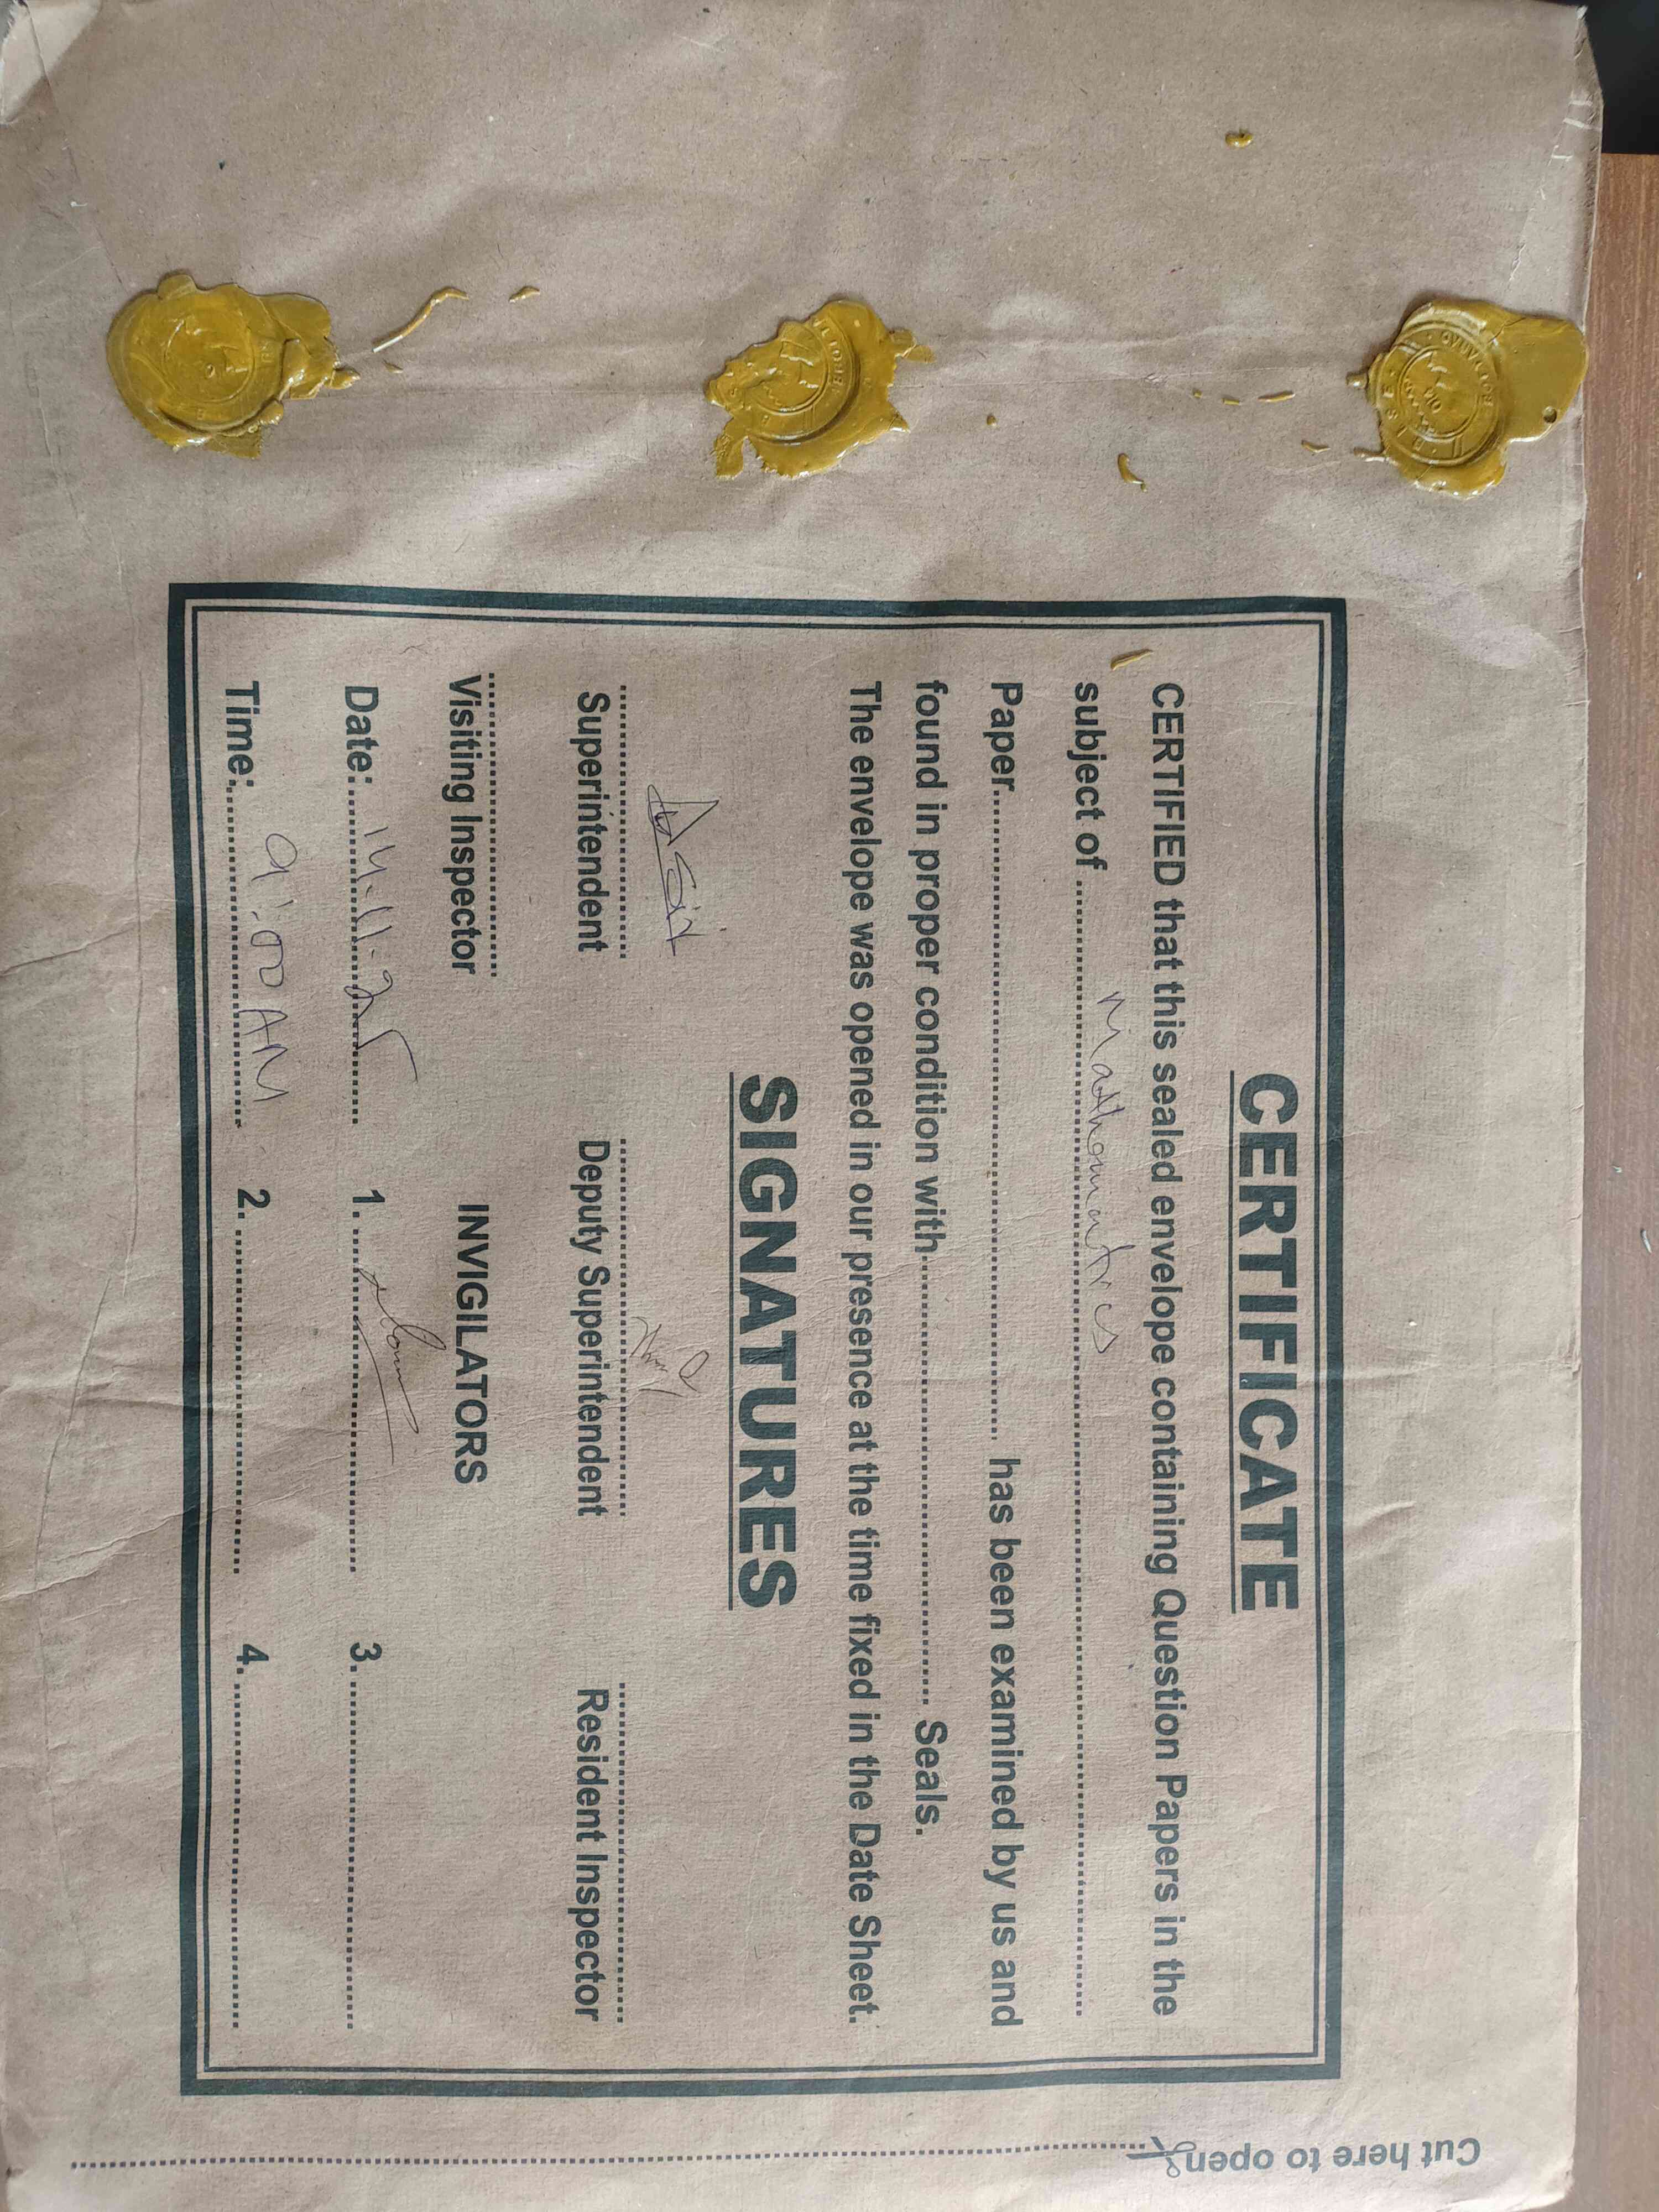 CERTIFICATE
CERTIFIED that this sealed envelope containing Question Papers in the
subject of ........ Mathematics ........
Paper................ has been examined by us and
found in proper condition with................ Seals.
The envelope was opened in our presence at the time fixed in the Date Sheet.
SIGNATURES
Superintendent Deputy Superintendent Resident Inspector
Visiting Inspector INVIGILATORS
Date: 14-11-25 1. ........ 3. ........
Time: 9:00 AM 2. ........ 4. ........
Cut here to open